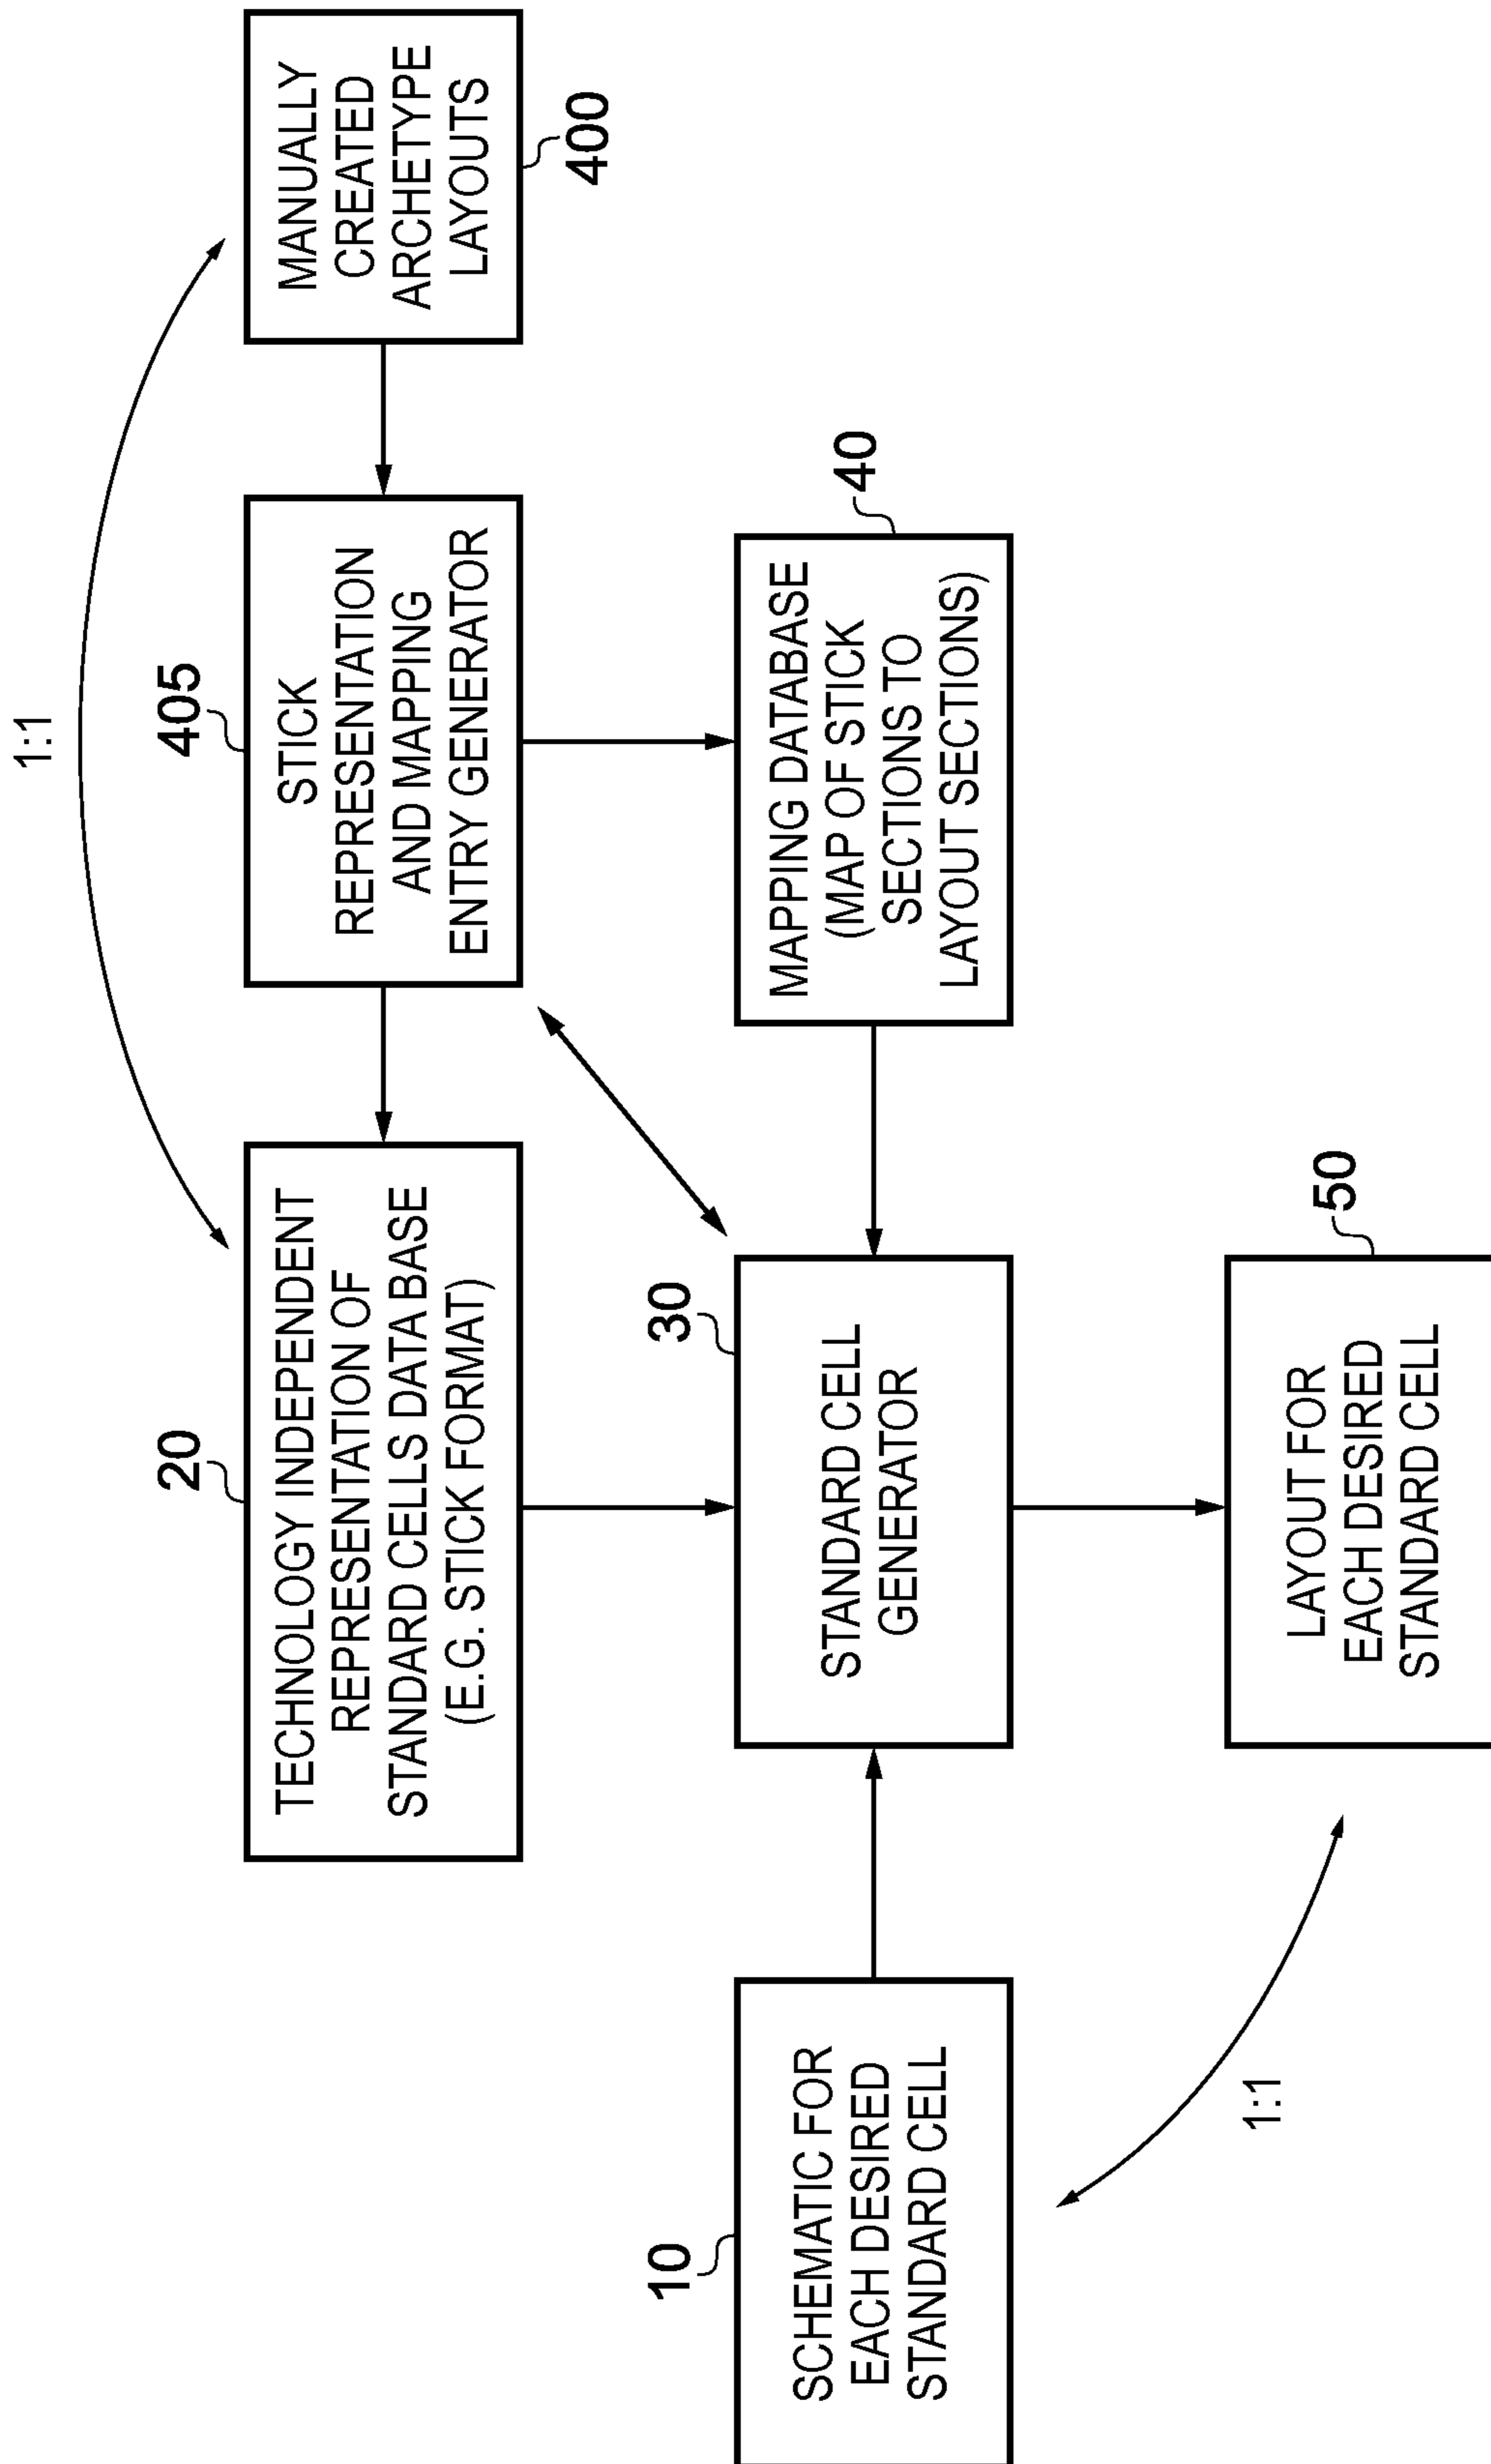 1:1
20
TECHNOLOGY INDEPENDENT
REPRESENTATION OF
STANDARD CELLS DATABASE
(E.G. STICK FORMAT)
405
STICK
REPRESENTATION
AND MAPPING
ENTRY GENERATOR
MANUALLY
CREATED
ARCHETYPE
LAYOUTS
400
10
SCHEMATIC FOR
EACH DESIRED
STANDARD CELL
30
STANDARD CELL
GENERATOR
40
MAPPING DATABASE
(MAP OF STICK
SECTIONS TO
LAYOUT SECTIONS)
1:1
50
LAYOUT FOR
EACH DESIRED
STANDARD CELL